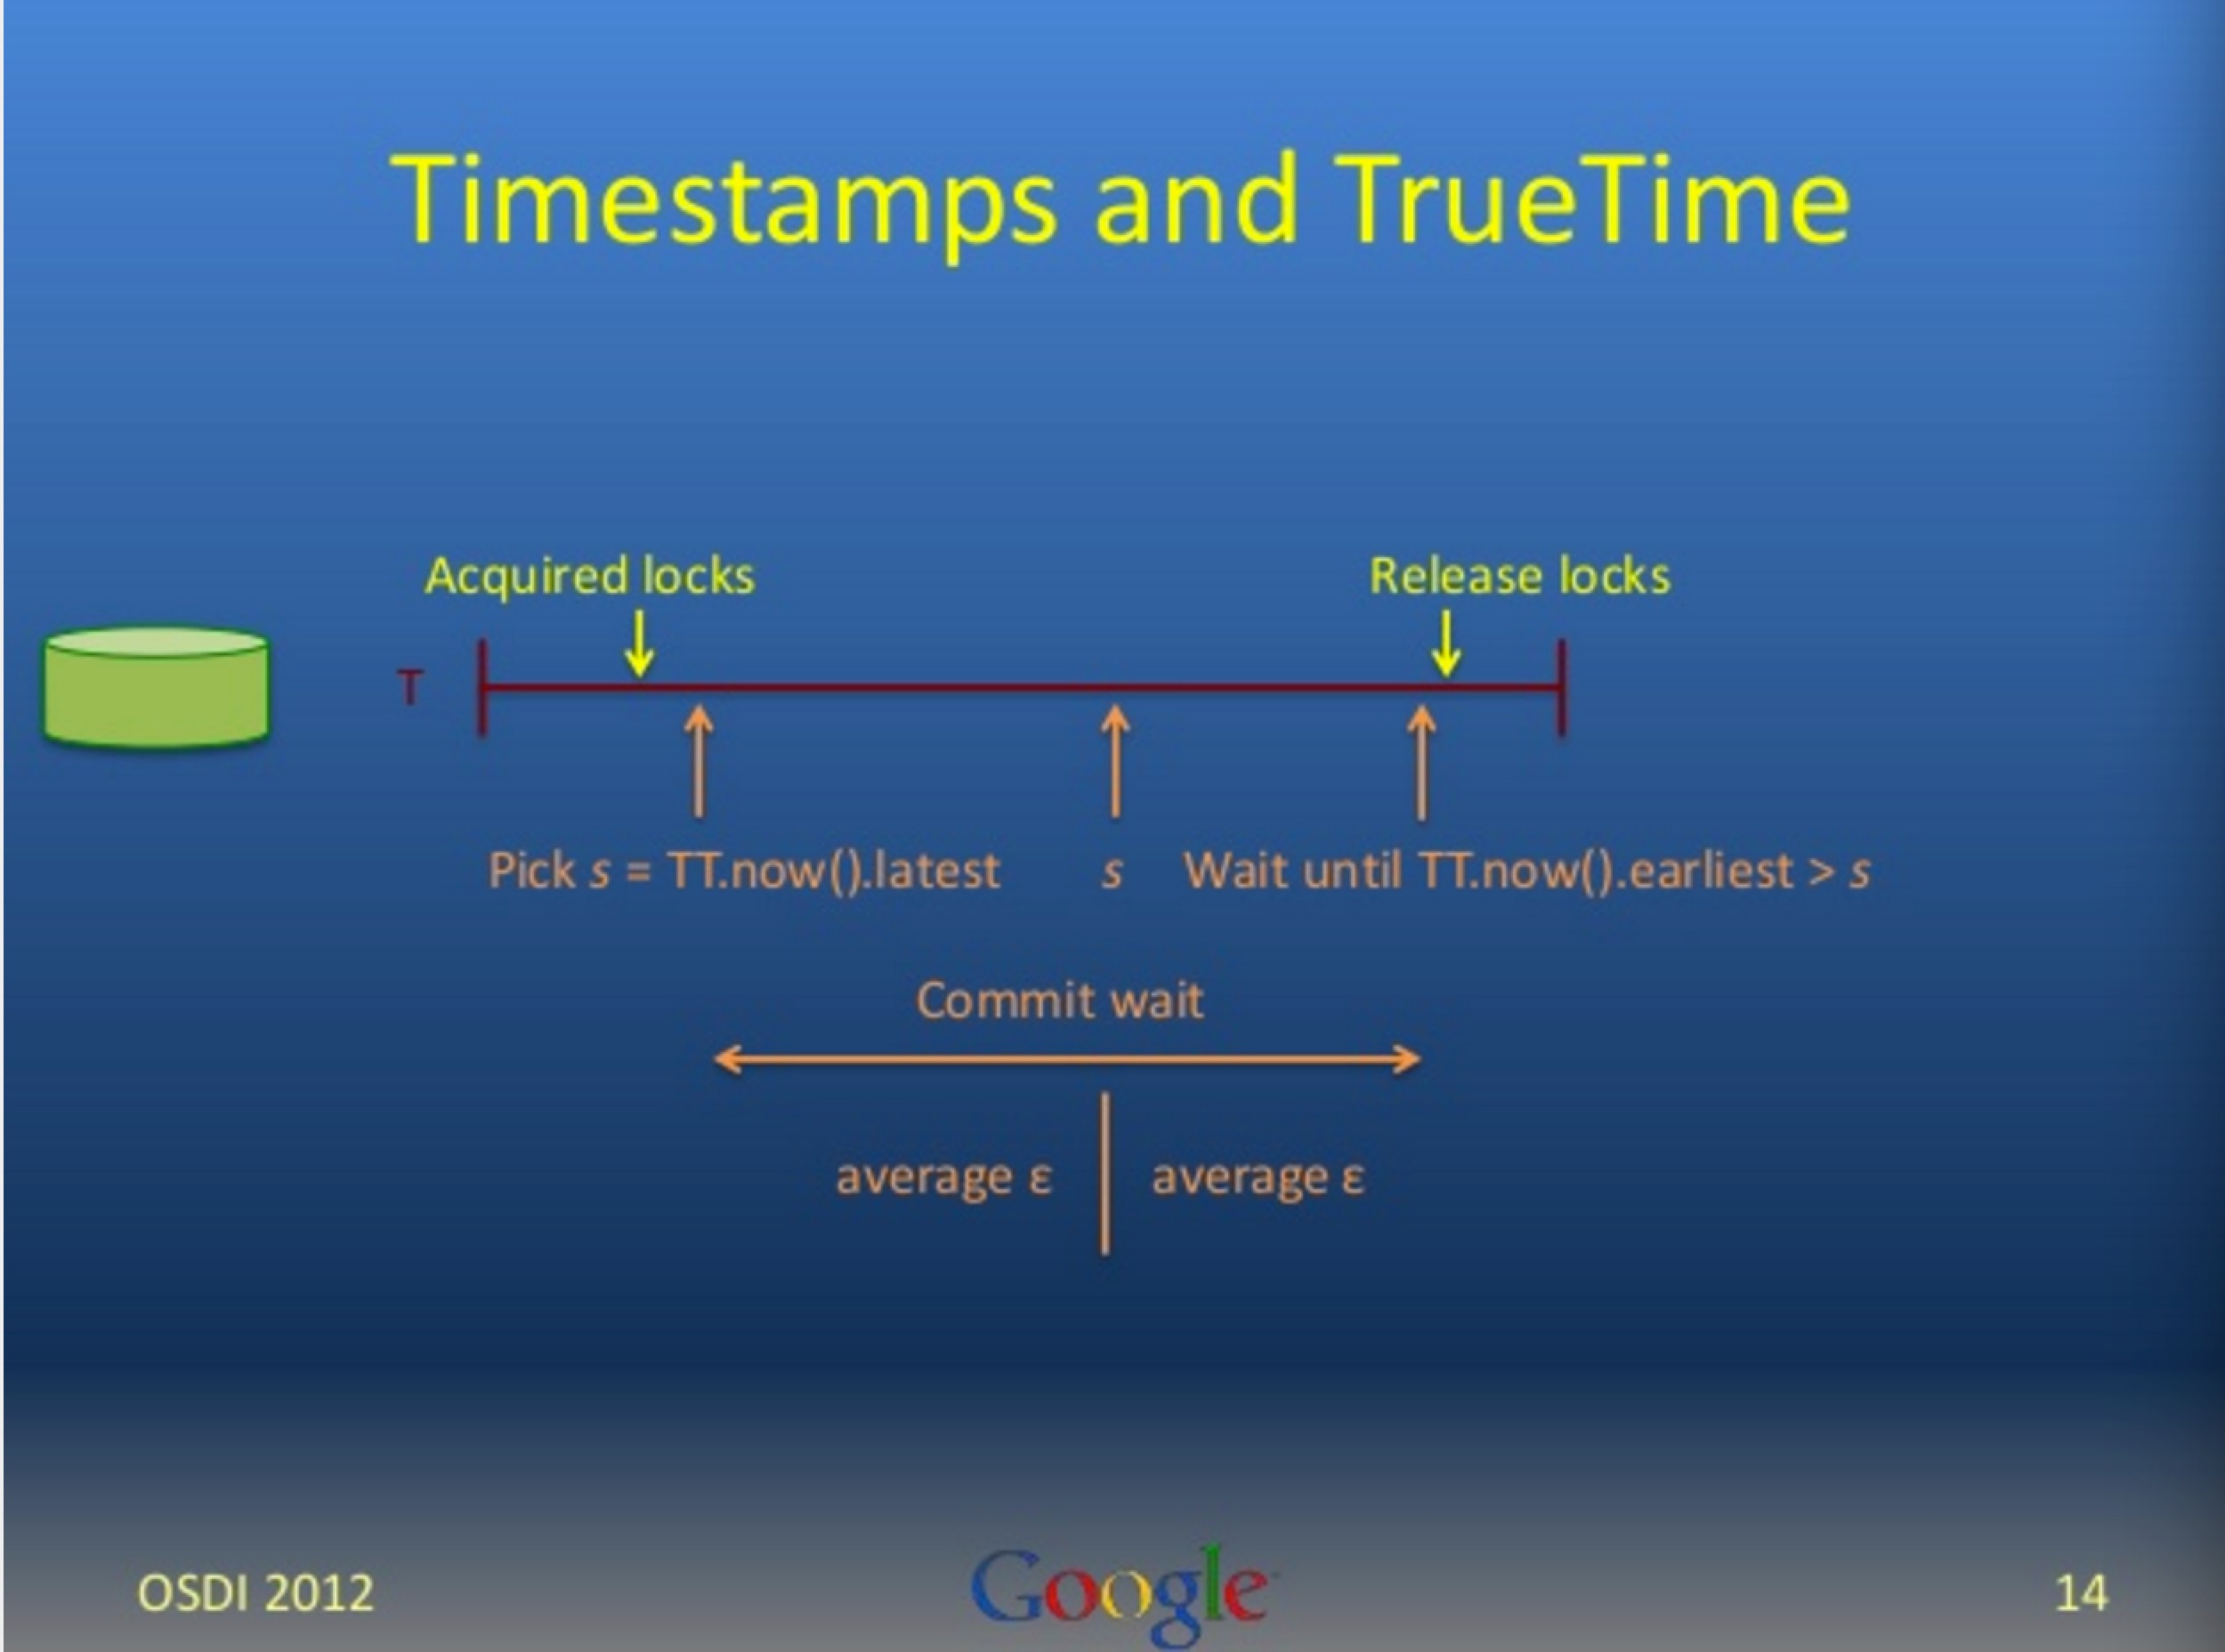 Timestamps and TrueTime
Acquired locks
Release locks
T
Pick s = TT.now().latest
s
Wait until TT.now().earliest > s
Commit wait
average ε
average ε
OSDI 2012
Google
14